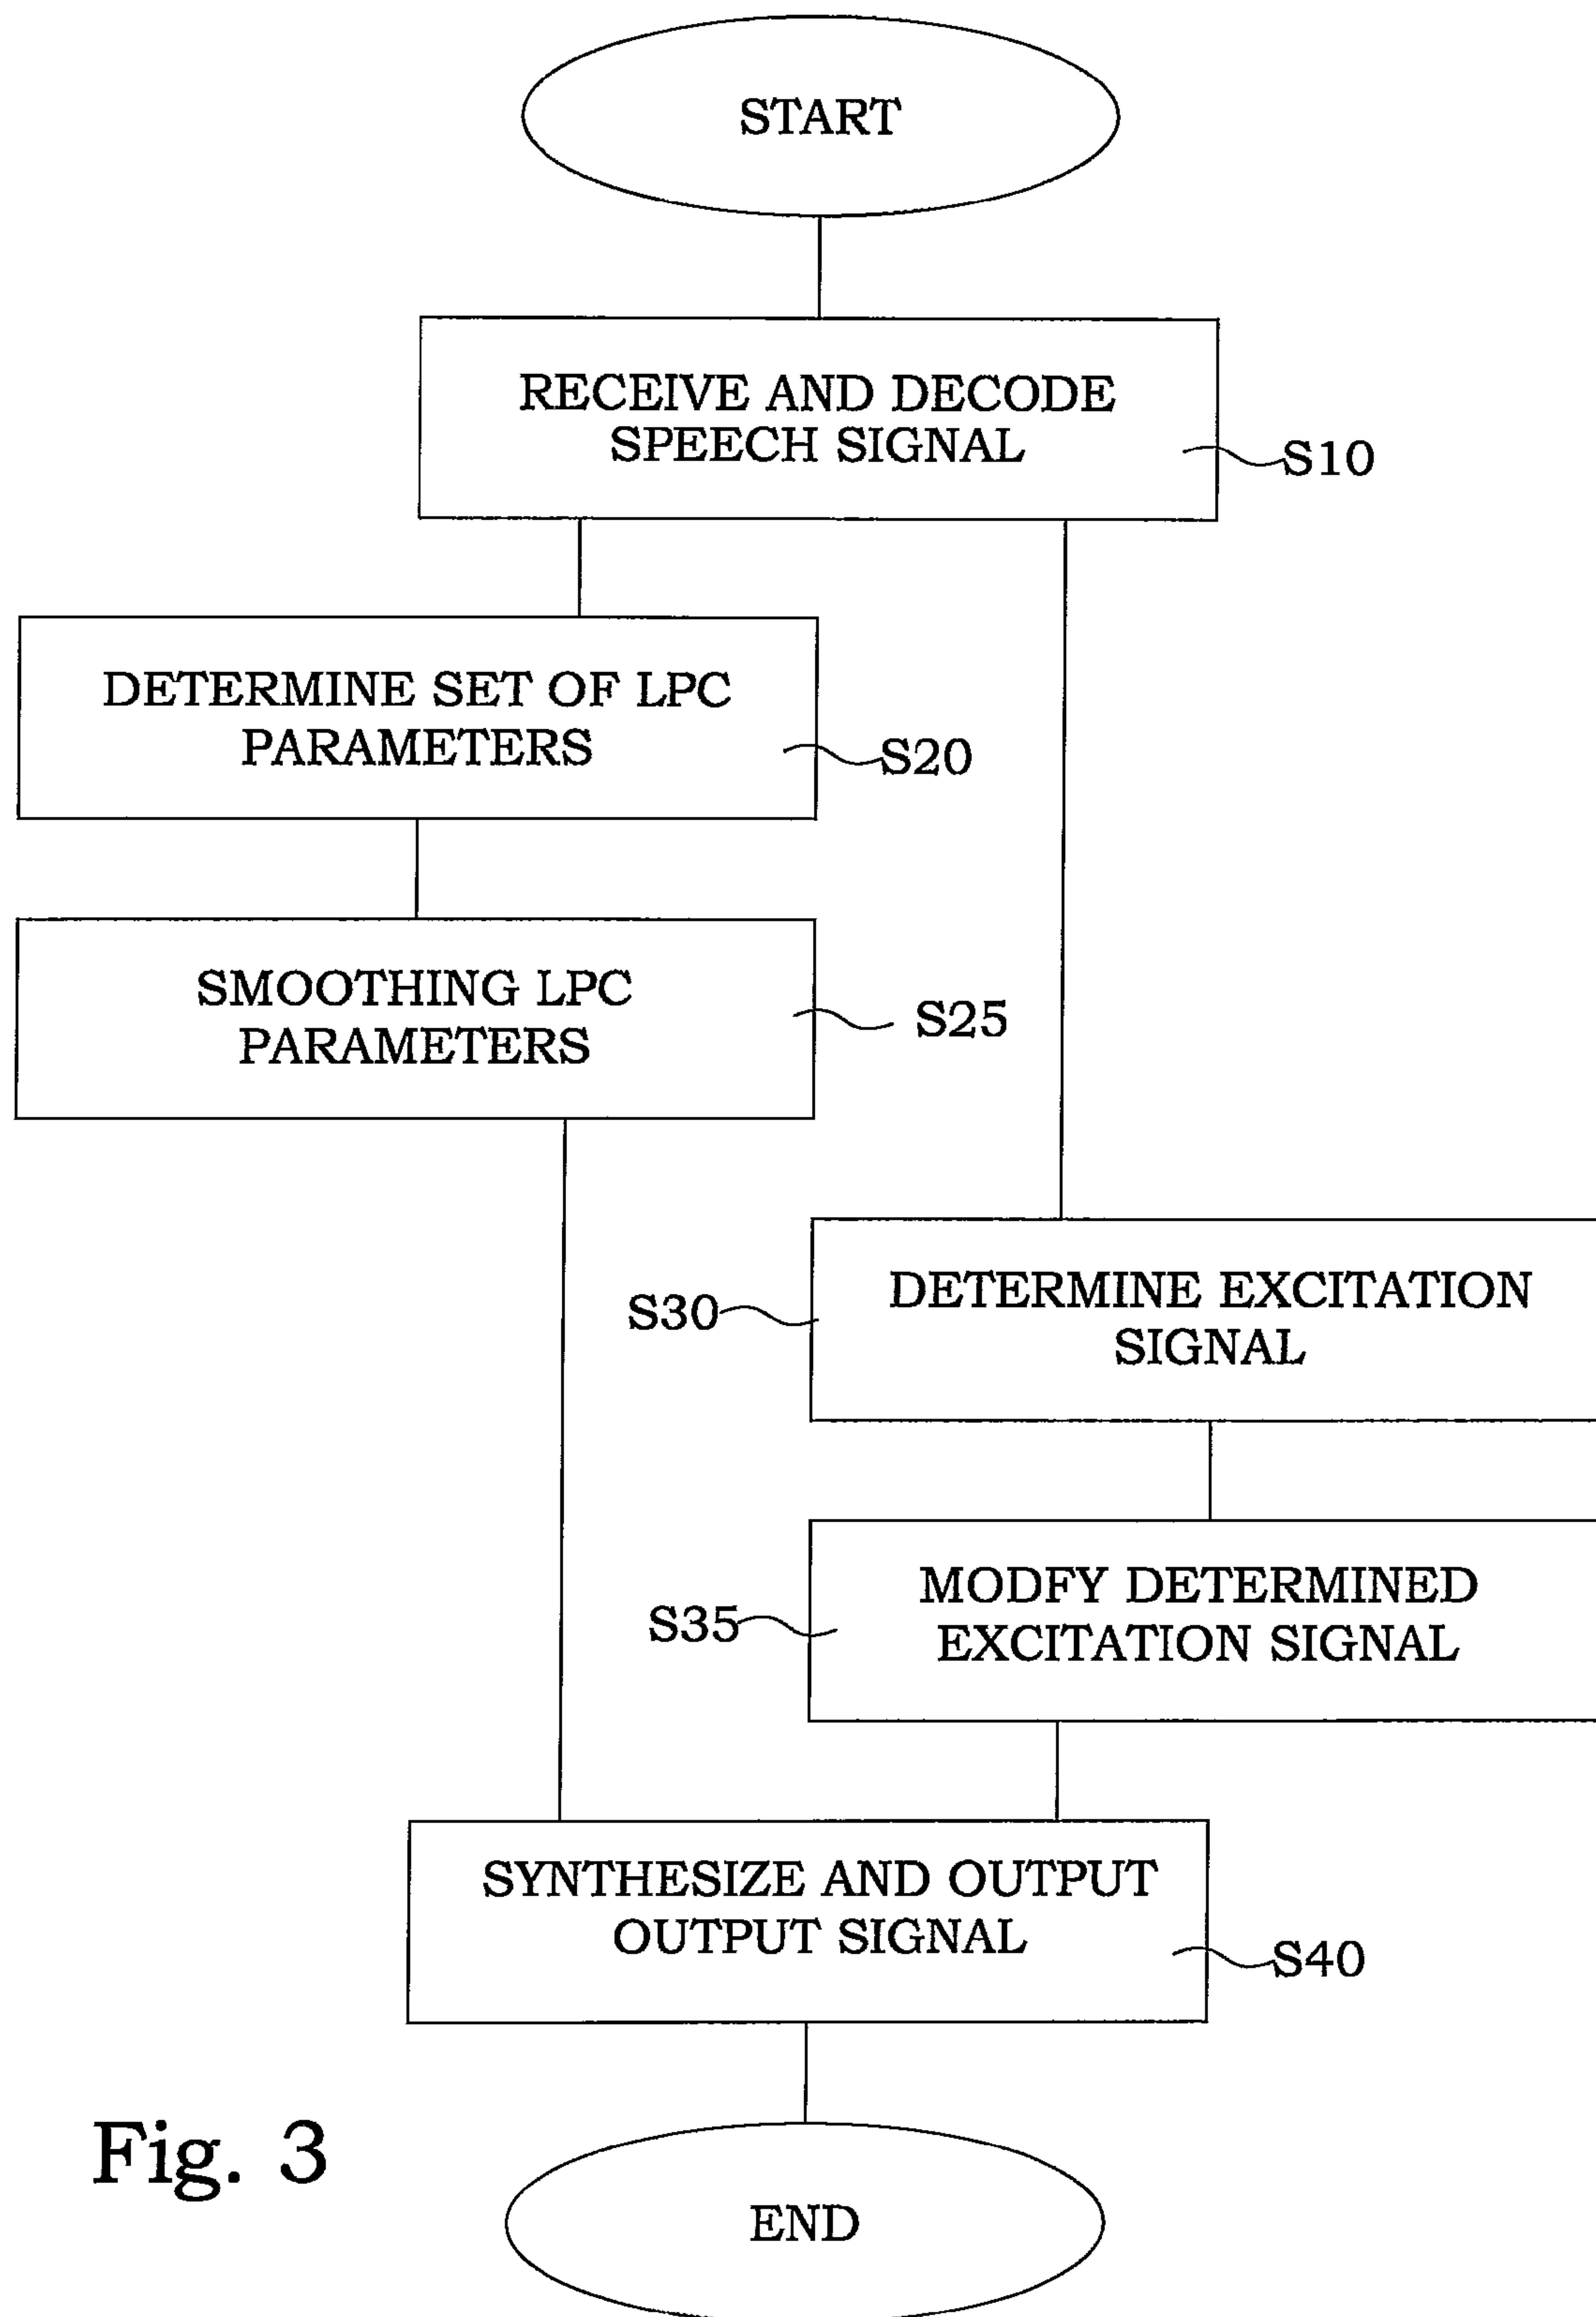 START
RECEIVE AND DECODE
SPEECH SIGNAL
S10
DETERMINE SET OF LPC
PARAMETERS
S20
SMOOTHING LPC
PARAMETERS
S25
DETERMINE EXCITATION
SIGNAL
S30
MODFY DETERMINED
EXCITATION SIGNAL
S35
SYNTHESIZE AND OUTPUT
OUTPUT SIGNAL
S40
END
Fig. 3